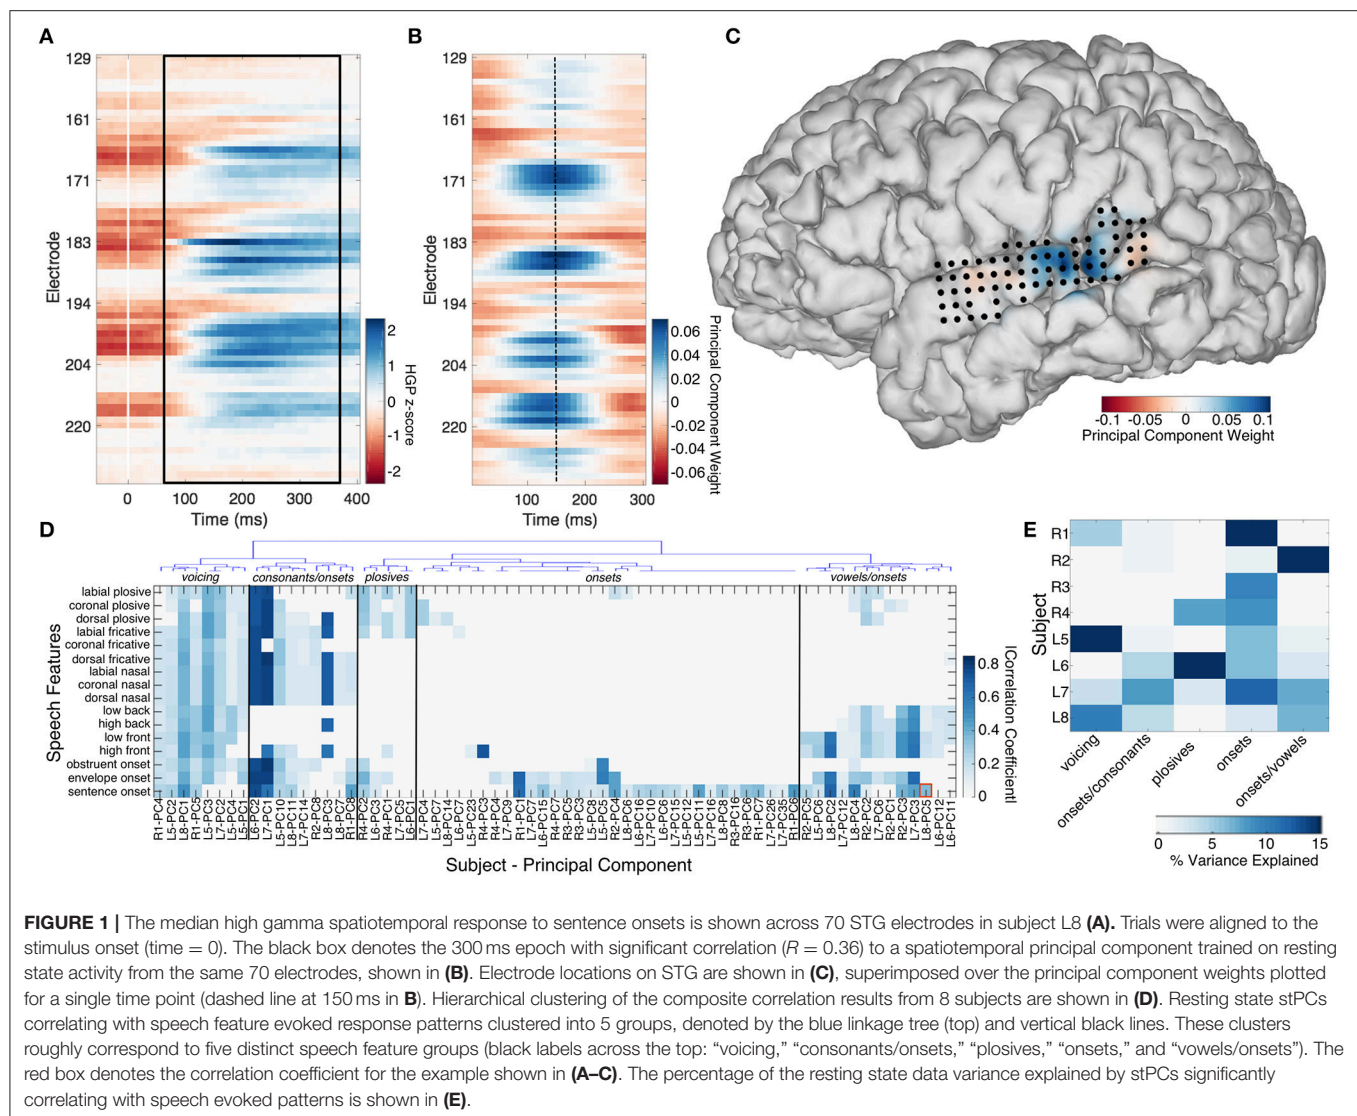 A
B
C
129
161
171
183
194
204
220
Electrode
0 100 200 300 400
Time (ms)
2
1
0
-1
-2
HGP z-score
129
161
171
183
194
204
220
Electrode
0 100 200 300
Time (ms)
0.06
0.04
0.02
0
-0.02
-0.04
-0.06
Principal Component Weight
-0.1 -0.05 0 0.05 0.1
Principal Component Weight
D
voicing consonants/onsets plosives onsets vowels/onsets
Speech Features
labial plosive
coronal plosive
dorsal plosive
labial fricative
coronal fricative
dorsal fricative
labial nasal
coronal nasal
dorsal nasal
low back
high back
low front
high front
obstruent onset
envelope onset
sentence onset
0.8
0.6
0.4
0.2
0
|Correlation Coefficient|
Subject - Principal Component
E
Subject
R1
R2
R3
R4
L5
L6
L7
L8
voicing
onsets/consonants
plosives
onsets
onsets/vowels
0 5 10 15
% Variance Explained
FIGURE 1 | The median high gamma spatiotemporal response to sentence onsets is shown across 70 STG electrodes in subject L8 (A). Trials were aligned to the
stimulus onset (time = 0). The black box denotes the 300 ms epoch with significant correlation (R = 0.36) to a spatiotemporal principal component trained on resting
state activity from the same 70 electrodes, shown in (B). Electrode locations on STG are shown in (C), superimposed over the principal component weights plotted
for a single time point (dashed line at 150 ms in B). Hierarchical clustering of the composite correlation results from 8 subjects are shown in (D). Resting state stPCs
correlating with speech feature evoked response patterns clustered into 5 groups, denoted by the blue linkage tree (top) and vertical black lines. These clusters
roughly correspond to five distinct speech feature groups (black labels across the top: “voicing,” “consonants/onsets,” “plosives,” “onsets,” and “vowels/onsets”). The
red box denotes the correlation coefficient for the example shown in (A–C). The percentage of the resting state data variance explained by stPCs significantly
correlating with speech evoked patterns is shown in (E).